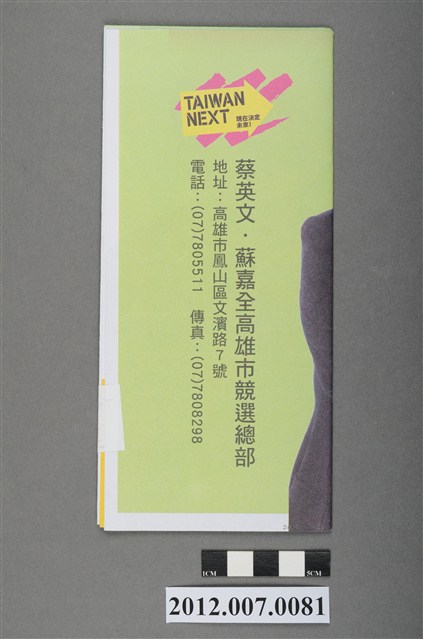 TAIWAN
NEXT
現在決定
未來!
蔡英文．蘇嘉全高雄市競選總部
地址：高雄市鳳山區文濱路7號
電話：(07)7805511　傳真：(07)7808298
1CM
5CM
2012.007.0081